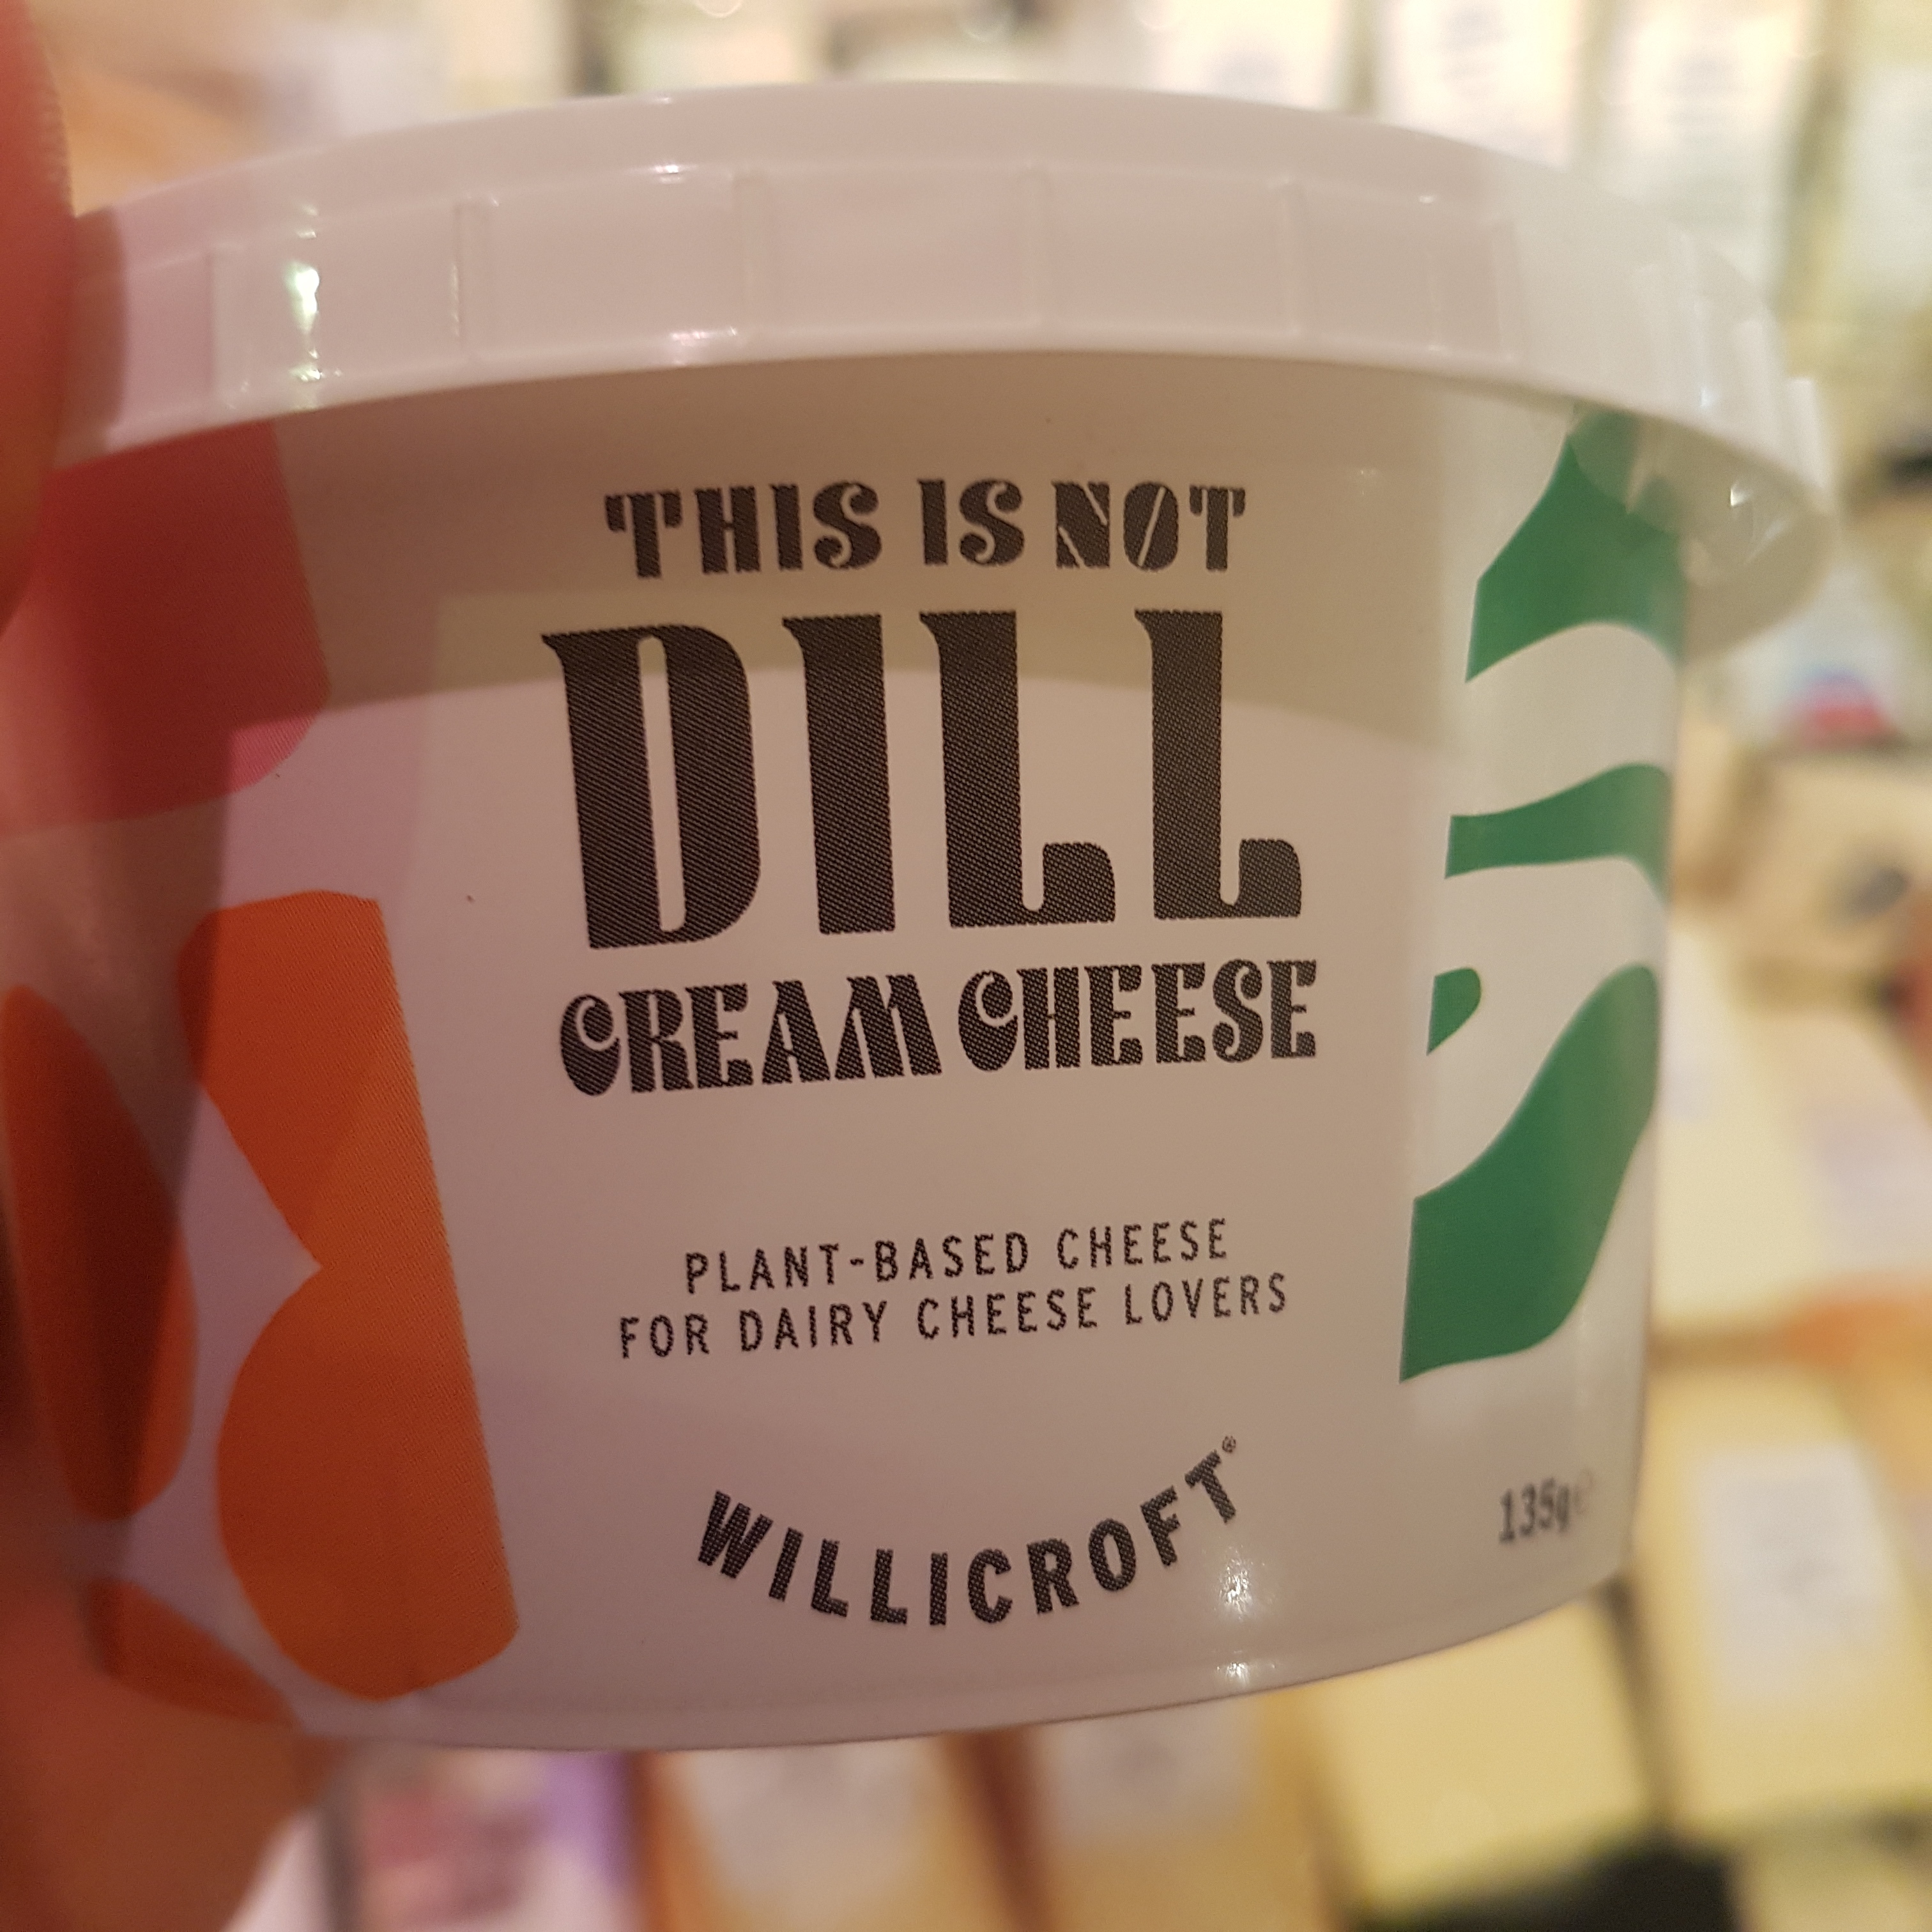 THIS IS NOT
DILL
CREAM CHEESE
PLANT-BASED CHEESE
FOR DAIRY CHEESE LOVERS
WILLICROFT®
135g℮